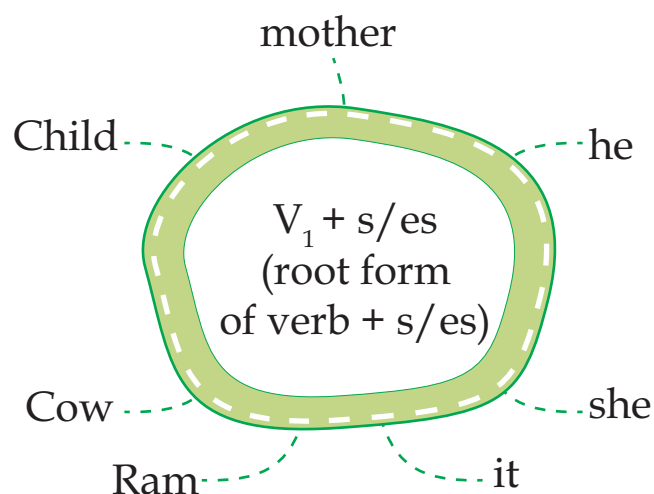 mother
Child
he
V₁ + s/es
(root form
of verb + s/es)
Cow
she
Ram
it